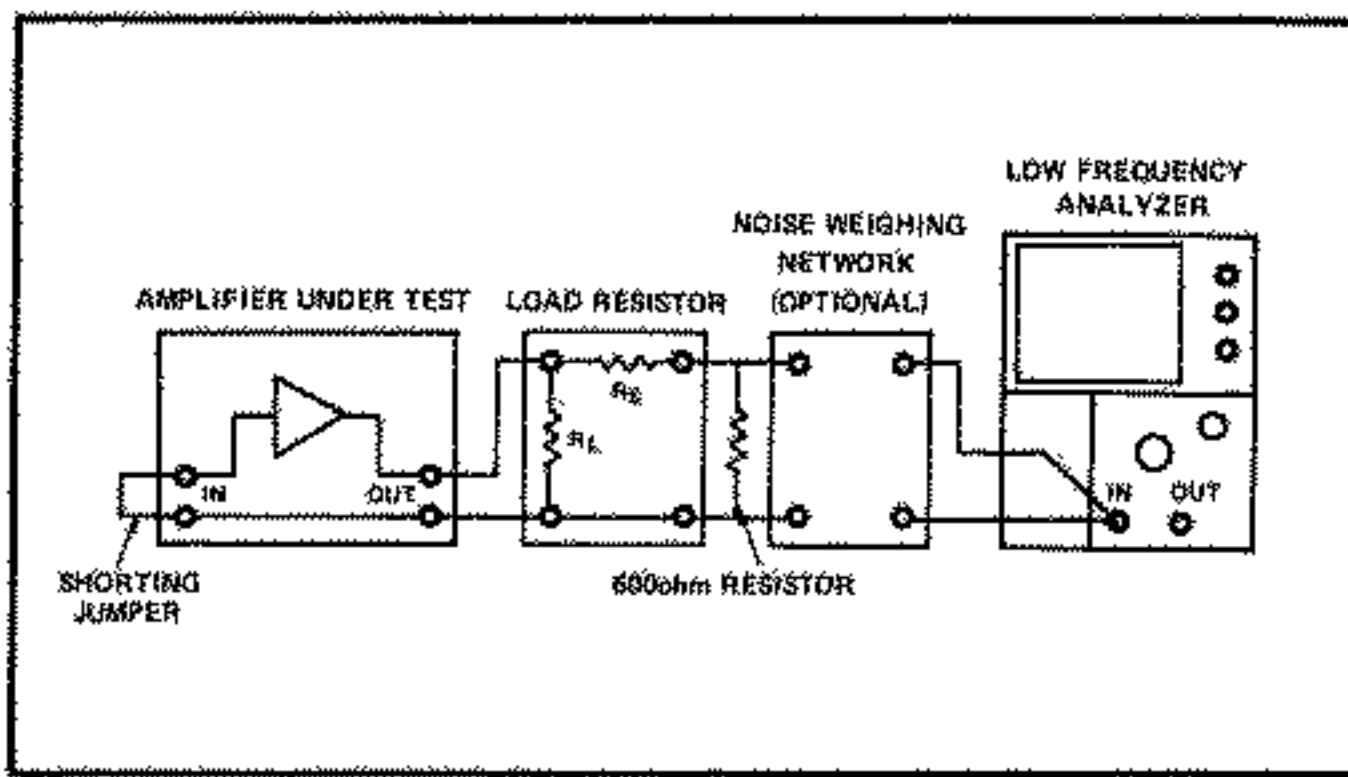 LOW FREQUENCY
ANALYZER
NOISE WEIGHING
NETWORK
(OPTIONAL)
AMPLIFIER UNDER TEST
LOAD RESISTOR
IN
OUT
IN
OUT
SHORTING
JUMPER
600ohm RESISTOR